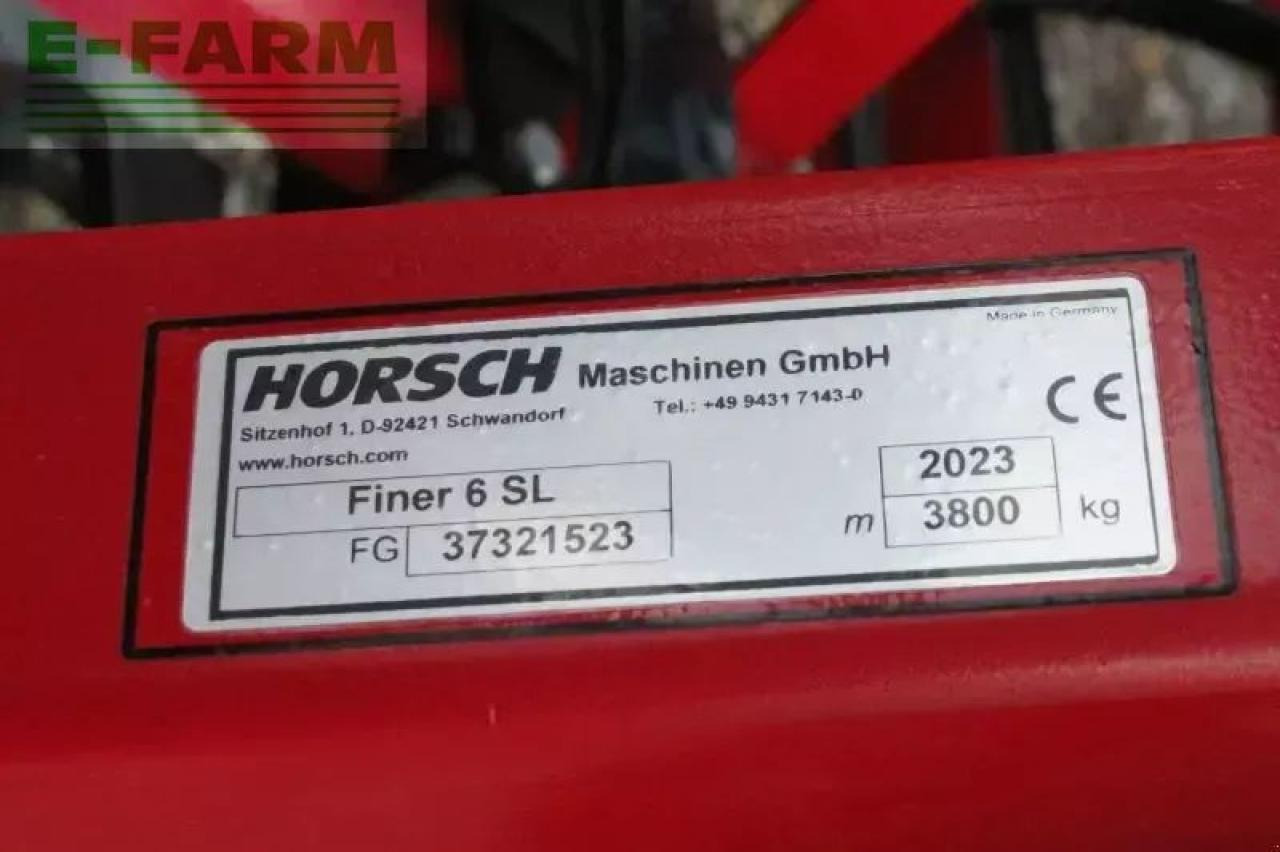 E-FARM
Made in Germany
HORSCH Maschinen GmbH
Sitzenhof 1, D-92421 Schwandorf Tel.: +49 9431 7143-0
www.horsch.com
CE
Finer 6 SL 2023
FG 37321523 m 3800 kg